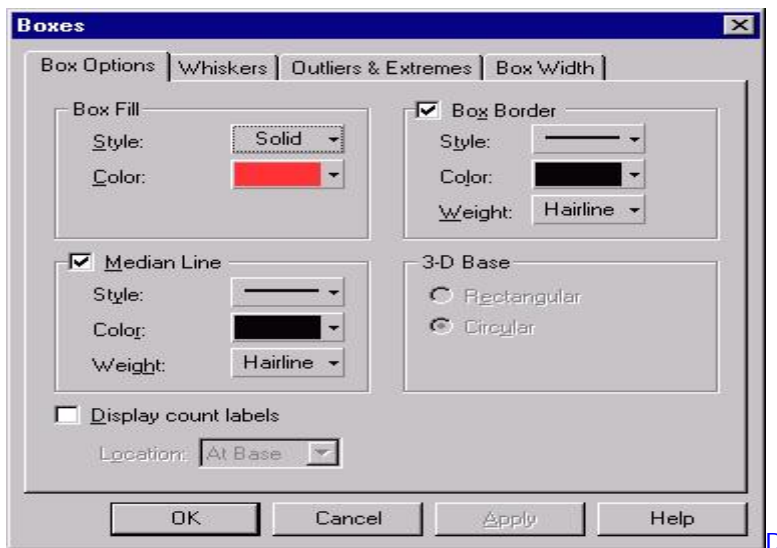 Boxes
Box Options Whiskers Outliers & Extremes Box Width
Box Fill
Style: Solid
Color:
Box Border
Style:
Color:
Weight: Hairline
Median Line
Style:
Color:
Weight: Hairline
3-D Base
Rectangular
Circular
Display count labels
Location: At Base
OK Cancel Apply Help